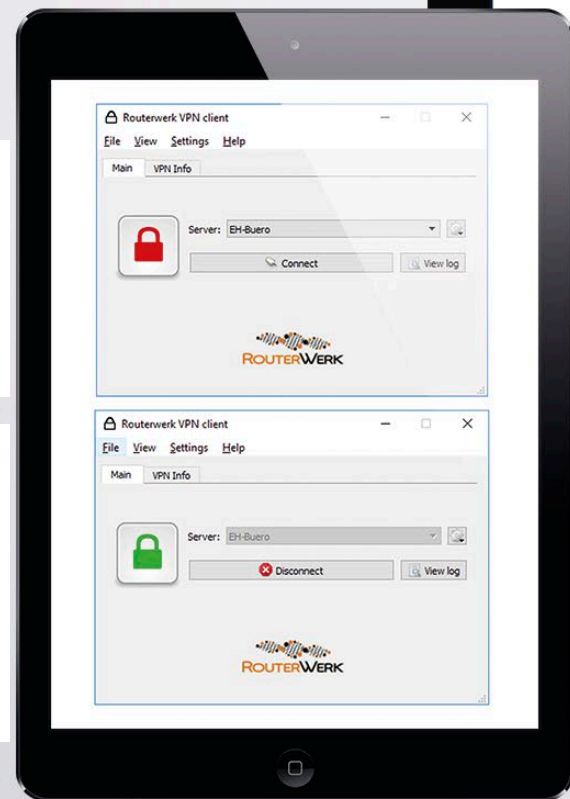 Routerwerk VPN client
File View Settings Help
Main VPN Info
Server: EH-Buero
Connect View log
ROUTERWERK
Routerwerk VPN client
File View Settings Help
Main VPN Info
Server: EH-Buero
Disconnect View log
ROUTERWERK